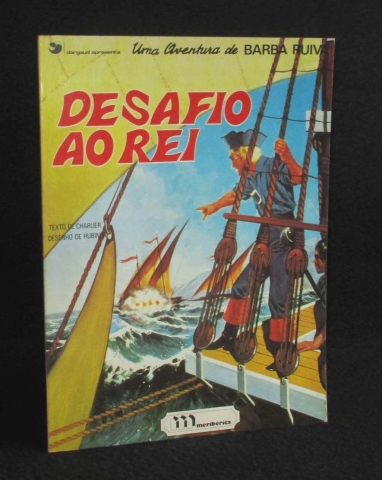 dargaud apresenta
Uma Aventura de BARBA RUIVA
DESAFIO
AO REI
TEXTO DE CHARLIER
DESENHO DE HUBINON
m
meriberica